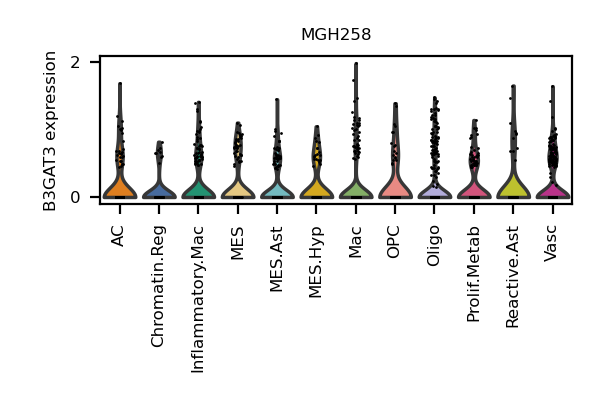 MGH258
B3GAT3 expression
2
0
AC
Chromatin.Reg
Inflammatory.Mac
MES
MES.Ast
MES.Hyp
Mac
OPC
Oligo
Prolif.Metab
Reactive.Ast
Vasc